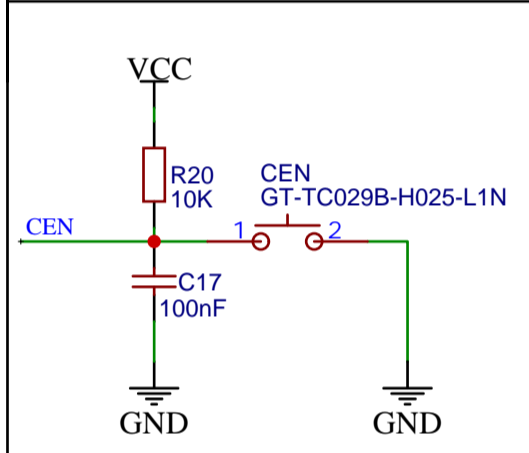 VCC
R20
10K
CEN
GT-TC029B-H025-L1N
CEN
1
2
C17
100nF
GND
GND